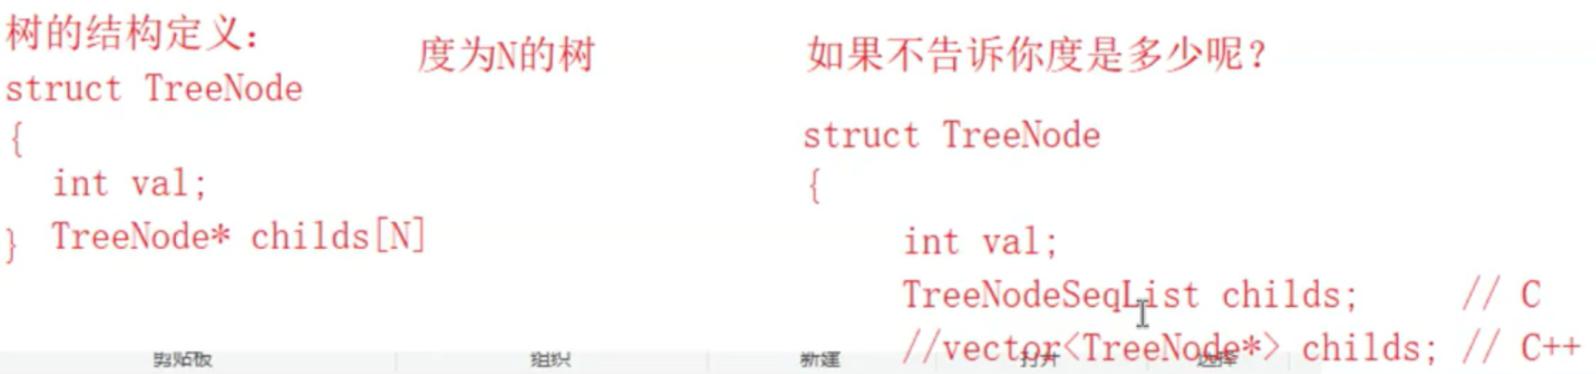 树的结构定义：
度为N的树
struct TreeNode
{
int val;
TreeNode* childs[N]
}
如果不告诉你度是多少呢？
struct TreeNode
{
int val;
TreeNodeSeqList childs; // C
//vector<TreeNode*> childs; // C++
剪贴板 组织 新建 打开 选择